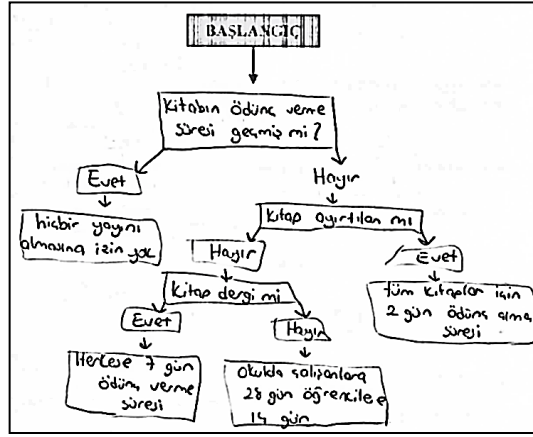 BAŞLANGIÇ
Kitabın ödünç verme
süresi geçmiş mi?
Evet
Hayır
hiçbir yayını
almasına izin yok
Kitap ayırtılan mı
Hayır
Evet
Kitap dergi mi
tüm kitaplar için
2 gün ödünç alma
süresi
Evet
Hayır
Herkese 7 gün
ödünç verme
süresi
Okulda çalışanlara
28 gün öğrencilere
14 gün